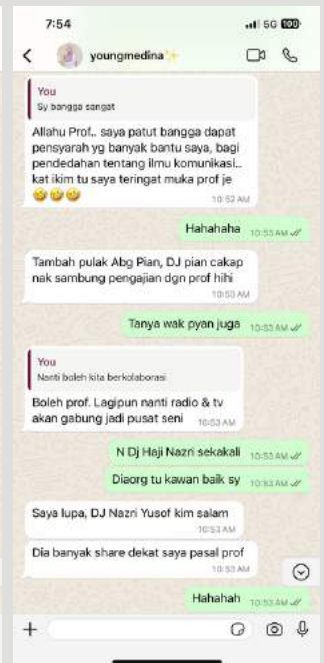 7:54
5G 100
youngmedina
You
Sy bangga sangat
Allahu Prof.. saya patut bangga dapat
pensyarah yg banyak bantu saya, bagi
pendedahan tentang ilmu komunikasi..
kat ikim tu saya teringat muka prof je
🤣🤣🤣
10:52 AM
Hahahaha
10:53 AM
Tambah pulak Abg Pian, DJ pian cakap
nak sambung pengajian dgn prof hihi
10:53 AM
Tanya wak pyan juga
10:53 AM
You
Nanti boleh kita berkolaborasi
Boleh prof. Lagipun nanti radio & tv
akan gabung jadi pusat seni
10:53 AM
N Dj Haji Nazri sekakali
10:53 AM
Diaorg tu kawan baik sy
10:53 AM
Saya lupa, DJ Nazri Yusof kim salam
10:53 AM
Dia banyak share dekat saya pasal prof
10:53 AM
Hahahah
10:53 AM